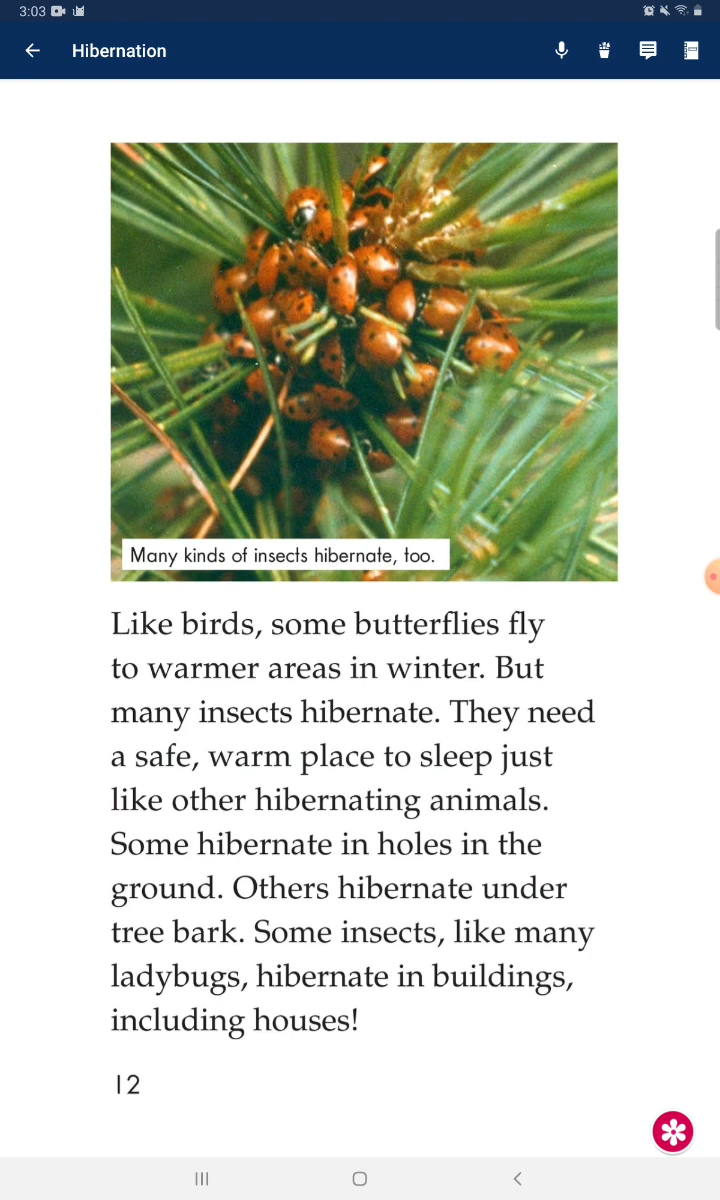 3:03
Hibernation
Many kinds of insects hibernate, too.
Like birds, some butterflies fly
to warmer areas in winter. But
many insects hibernate. They need
a safe, warm place to sleep just
like other hibernating animals.
Some hibernate in holes in the
ground. Others hibernate under
tree bark. Some insects, like many
ladybugs, hibernate in buildings,
including houses!
12